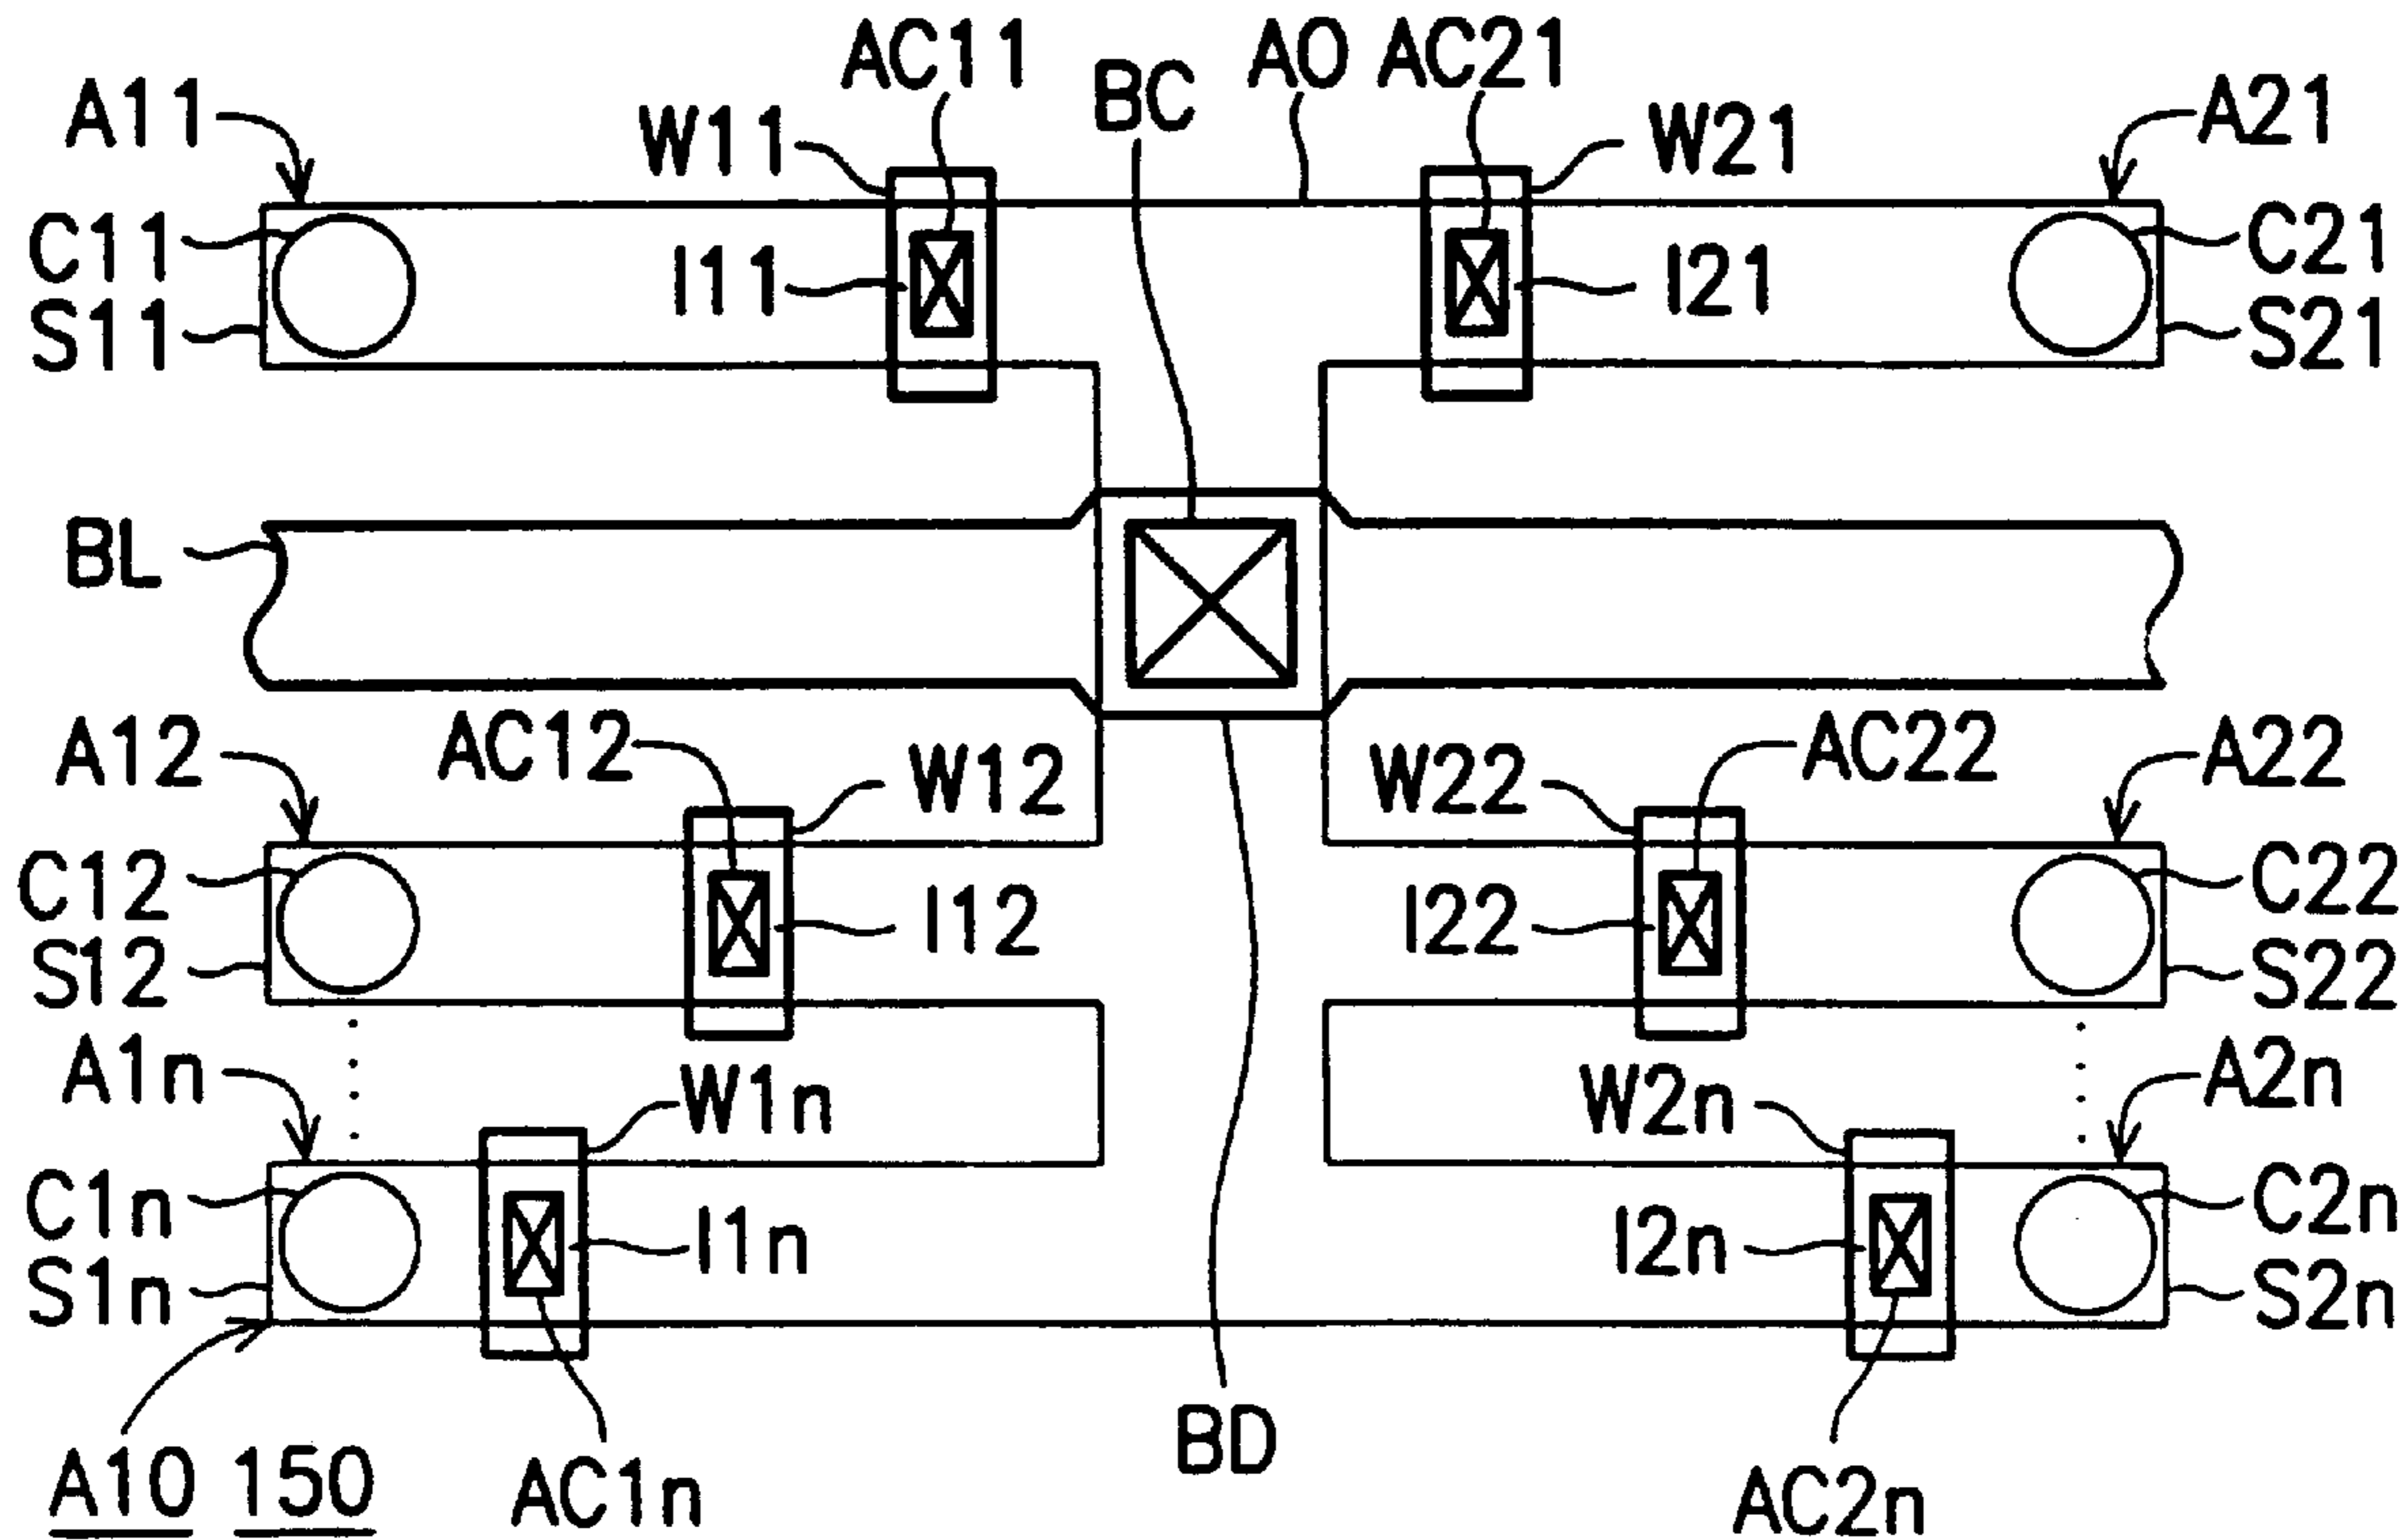 AC11 AO AC21
A11 W11 BC W21 A21
C11 I11 I21 C21
S11 S21
BL
A12 AC12 W12 W22 AC22 A22
C12 I12 I22 C22
S12 S22
A1n W1n W2n A2n
C1n I1n I2n C2n
S1n S2n
A10 150 AC1n BD AC2n